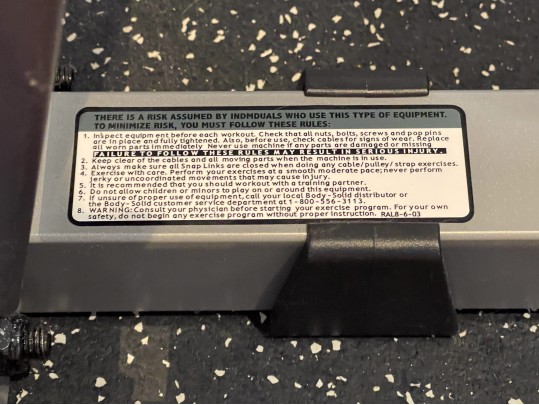 THERE IS A RISK ASSUMED BY INDMDUALS WHO USE THIS TYPE OF EQUIPMENT.
TO MINIMIZE RISK, YOU MUST FOLLOW THESE RULES:
1. Inspect equipment before each workout. Check that all nuts, bolts, screws and pop pins
are in place and fully tightened. Also, before use, check cables for signs of wear. Replace
all worn parts immediately. Never use machine if any parts are damaged or missing
FAILURE TO FOLLOW THESE RULES MAY RESULT IN SERIOUS INJURY.
2. Keep clear of the cables and all moving parts when the machine is in use.
3. Always make sure all Snap Links are closed when doing any cable/pulley/ strap exercises.
4. Exercise with care. Perform your exercises at a smooth moderate pace; never perform
jerky or uncoordinated movements that may cause injury.
5. It is recommended that you should workout with a training partner.
6. Do not allow children or minors to play on or around this equipment.
7. If unsure of proper use of equipment, call your local Body-Solid distributor or
the Body-Solid customer service department at 1-800-556-3113.
8. WARNING: Consult your physician before starting your exercise program. For your own
safety, do not begin any exercise program without proper instruction. RALB-6-03